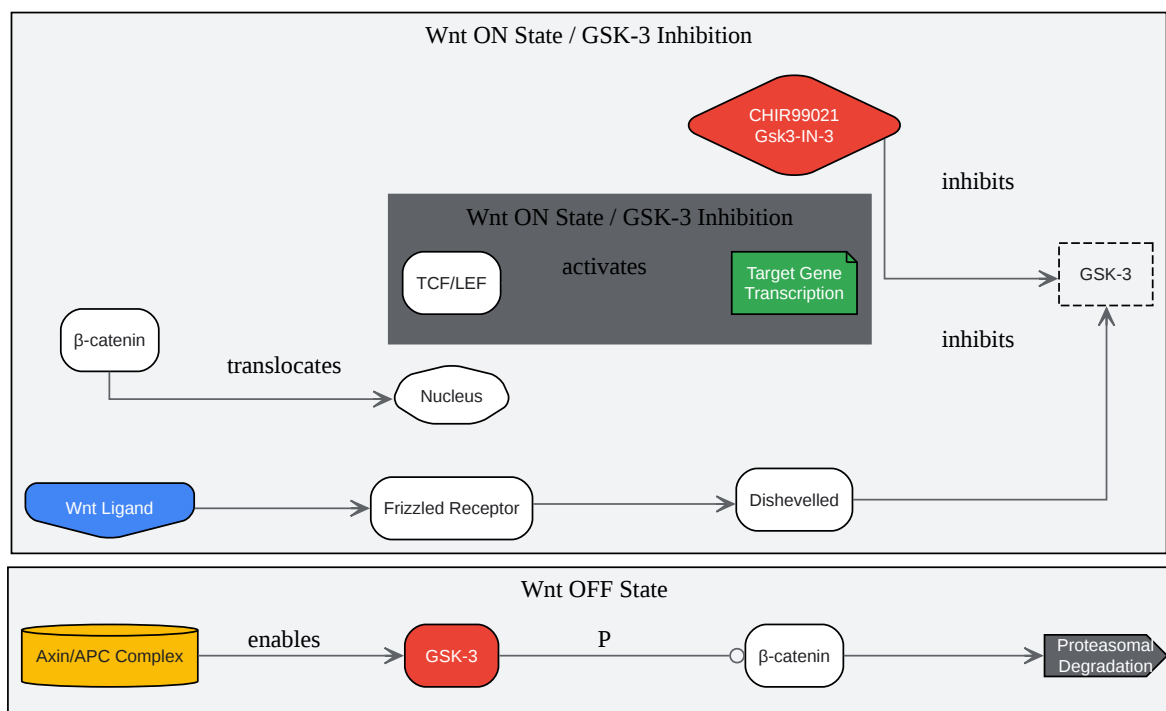 Wnt ON State / GSK-3 Inhibition
CHIR99021
Gsk3-IN-3
inhibits
Wnt ON State / GSK-3 Inhibition
activates
TCF/LEF
Target Gene
Transcription
GSK-3
β-catenin
inhibits
translocates
Nucleus
Wnt Ligand
Frizzled Receptor
Dishevelled
Wnt OFF State
Axin/APC Complex
enables
GSK-3
P
β-catenin
Proteasomal
Degradation